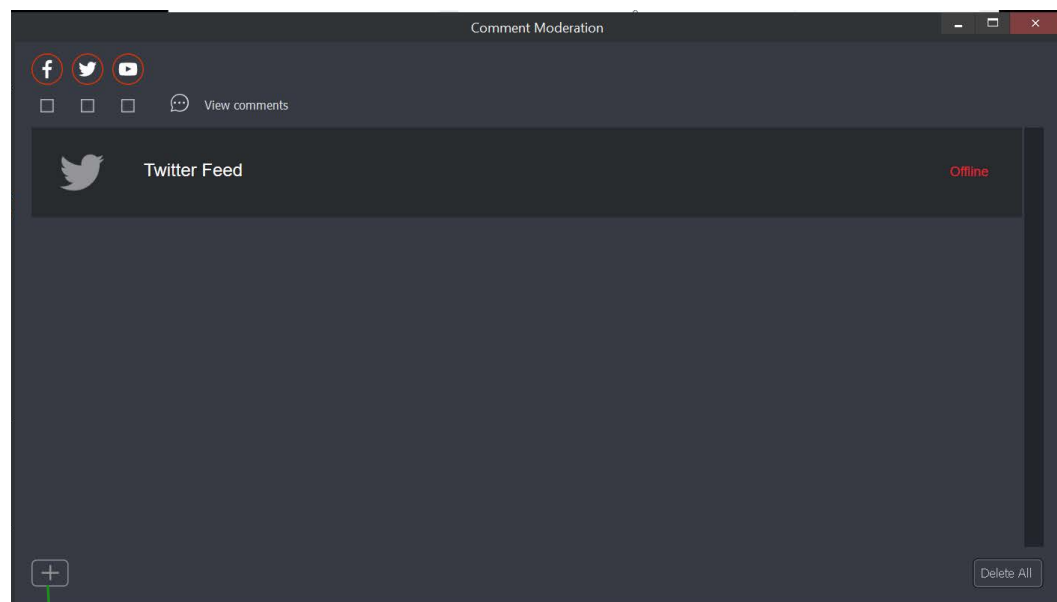 Comment Moderation
View comments
Twitter Feed
Offline
Delete All